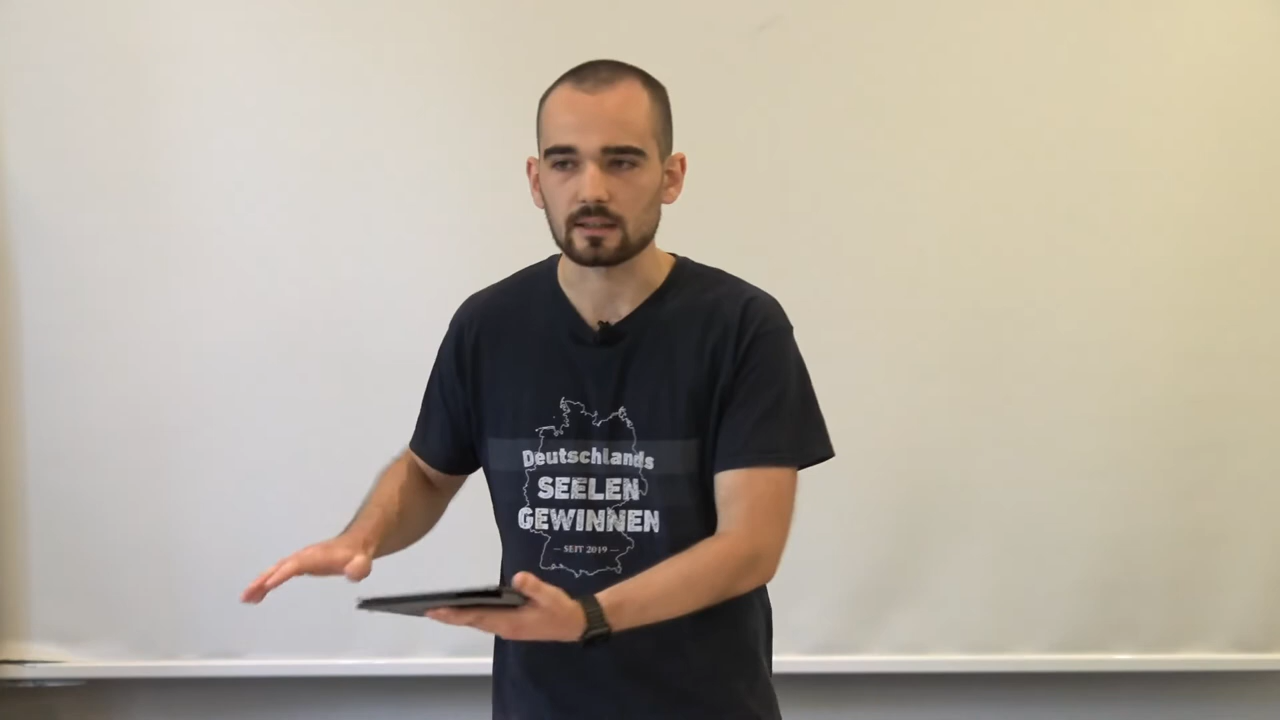 Deutschlands
SEELEN
GEWINNEN
— SEIT 2019 —